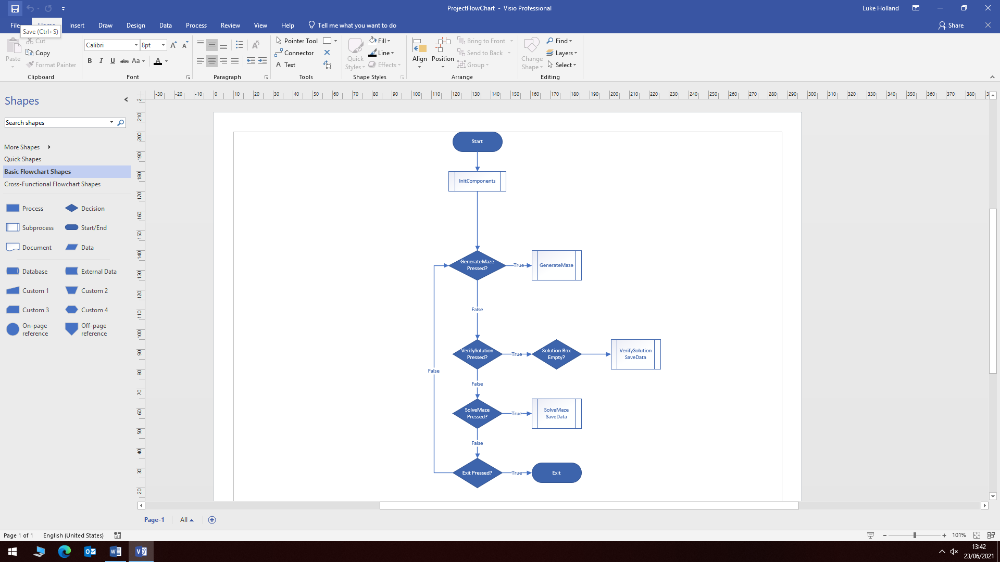 ProjectFlowChart - Visio Professional
Luke Holland
File
Insert
Draw
Design
Data
Process
Review
View
Help
Tell me what you want to do
Share
Save (Ctrl+S)
Paste
Cut
Copy
Format Painter
Clipboard
Calibri
8pt
B I U abc Aa A
Font
Paragraph
Pointer Tool
Connector
A Text
Tools
Quick
Styles
Fill
Line
Effects
Shape Styles
Align
Position
Bring to Front
Send to Back
Group
Arrange
Change
Shape
Find
Layers
Select
Editing
Shapes
Search shapes
More Shapes
Quick Shapes
Basic Flowchart Shapes
Cross-Functional Flowchart Shapes
Process
Decision
Subprocess
Start/End
Document
Data
Database
External Data
Custom 1
Custom 2
Custom 3
Custom 4
On-page
reference
Off-page
reference
-30 -20 -10 0 10 20 30 40 50 60 70 80 90 100 110 120 130 140 150 160 170 180 190 200 210 220 230 240 250 260 270 280 290 300 310 320 330 340 350 360 370 380
210
200
190
180
170
160
150
140
130
120
110
100
90
80
70
60
50
40
30
20
Start
InitComponents
GenerateMaze
Pressed?
True
GenerateMaze
False
VerifySolution
Pressed?
True
Solution Box
Empty?
VerifySolution
SaveData
False
False
SolveMaze
Pressed?
True
SolveMaze
SaveData
False
Exit Pressed?
True
Exit
Page-1
All
Page 1 of 1
English (United States)
101%
13:42
23/06/2021